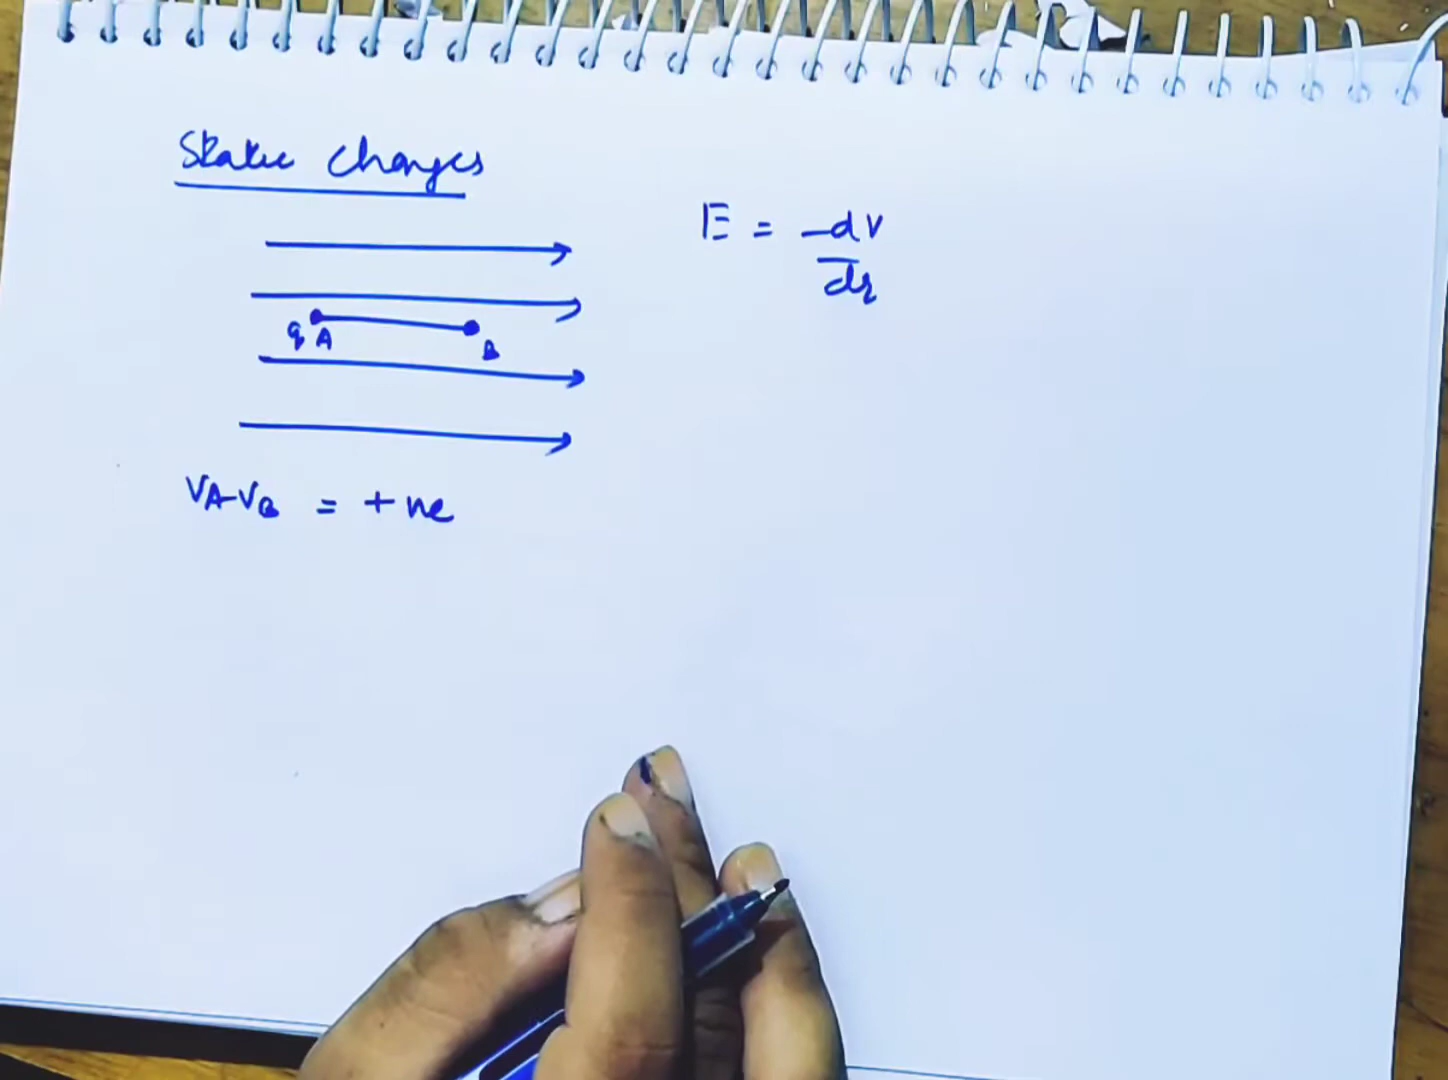 Static charges
E = -dV
dr
q A
B
VA-VB = +ve